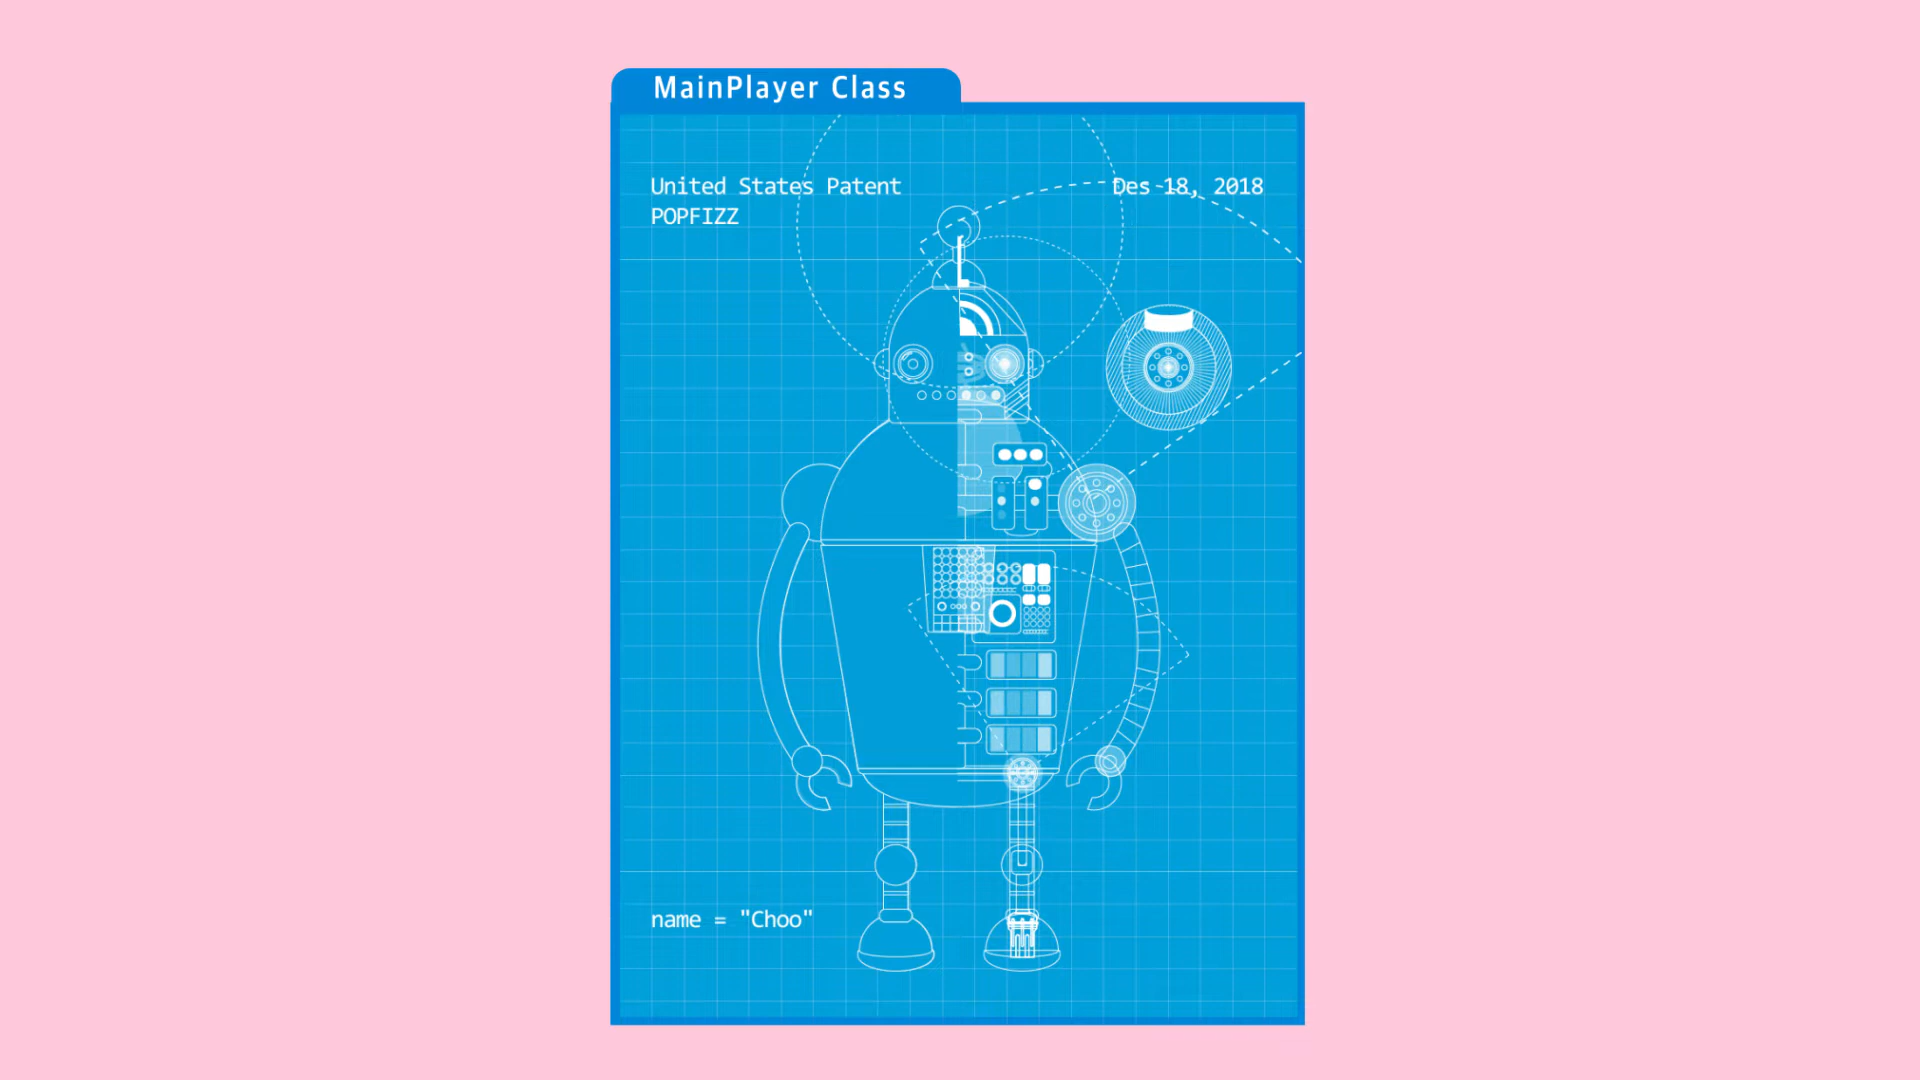 MainPlayer Class
United States Patent
Des 18, 2018
POPFIZZ
name = "Choo"